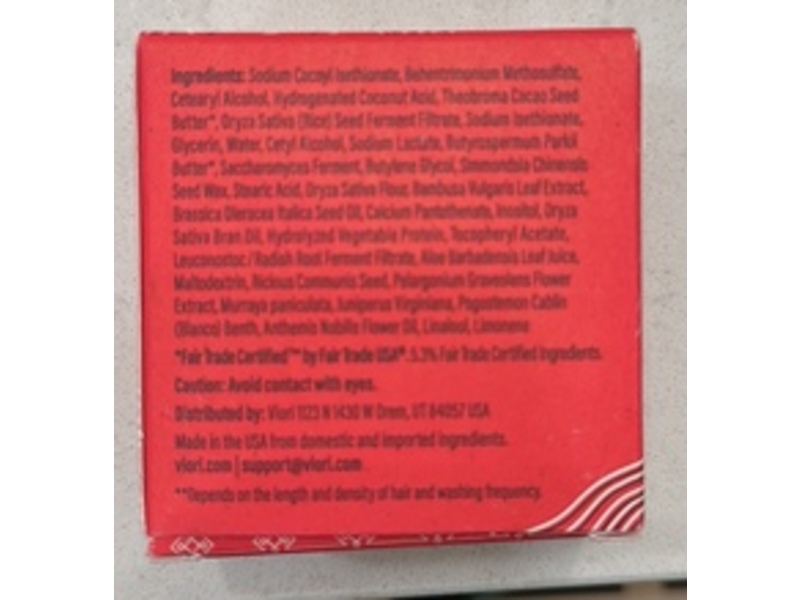 Ingredients: Sodium Cocoyl Isethionate, Behentrimonium Methosulfate,
Cetearyl Alcohol, Hydrogenated Coconut Acid, Theobroma Cacao Seed
Butter*, Oryza Sativa (Rice) Seed Ferment Filtrate, Sodium Isethionate,
Glycerin, Water, Cetyl Alcohol, Sodium Lactate, Butyrospermum Parkii
Butter*, Saccharomyces Ferment, Butylene Glycol, Simmondsia Chinensis
Seed Wax, Stearic Acid, Oryza Sativa Flour, Bambusa Vulgaris Leaf Extract,
Brassica Oleracea Italica Seed Oil, Calcium Pantothenate, Inositol, Oryza
Sativa Bran Oil, Hydrolyzed Vegetable Protein, Tocopheryl Acetate,
Leuconostoc / Radish Root Ferment Filtrate, Aloe Barbadensis Leaf Juice,
Maltodextrin, Ricinus Communis Seed, Pelargonium Graveolens Flower
Extract, Murraya paniculata, Juniperus Virginiana, Pogostemon Cablin
(Blanco) Benth, Anthemis Nobilis Flower Oil, Linalool, Limonene
*Fair Trade Certified™ by Fair Trade USA®. 5.3% Fair Trade Certified Ingredients.
Caution: Avoid contact with eyes.
Distributed by: Viori 1123 N 1430 W Orem, UT 84057 USA
Made in the USA from domestic and imported ingredients.
viori.com | support@viori.com
**Depends on the length and density of hair and washing frequency.